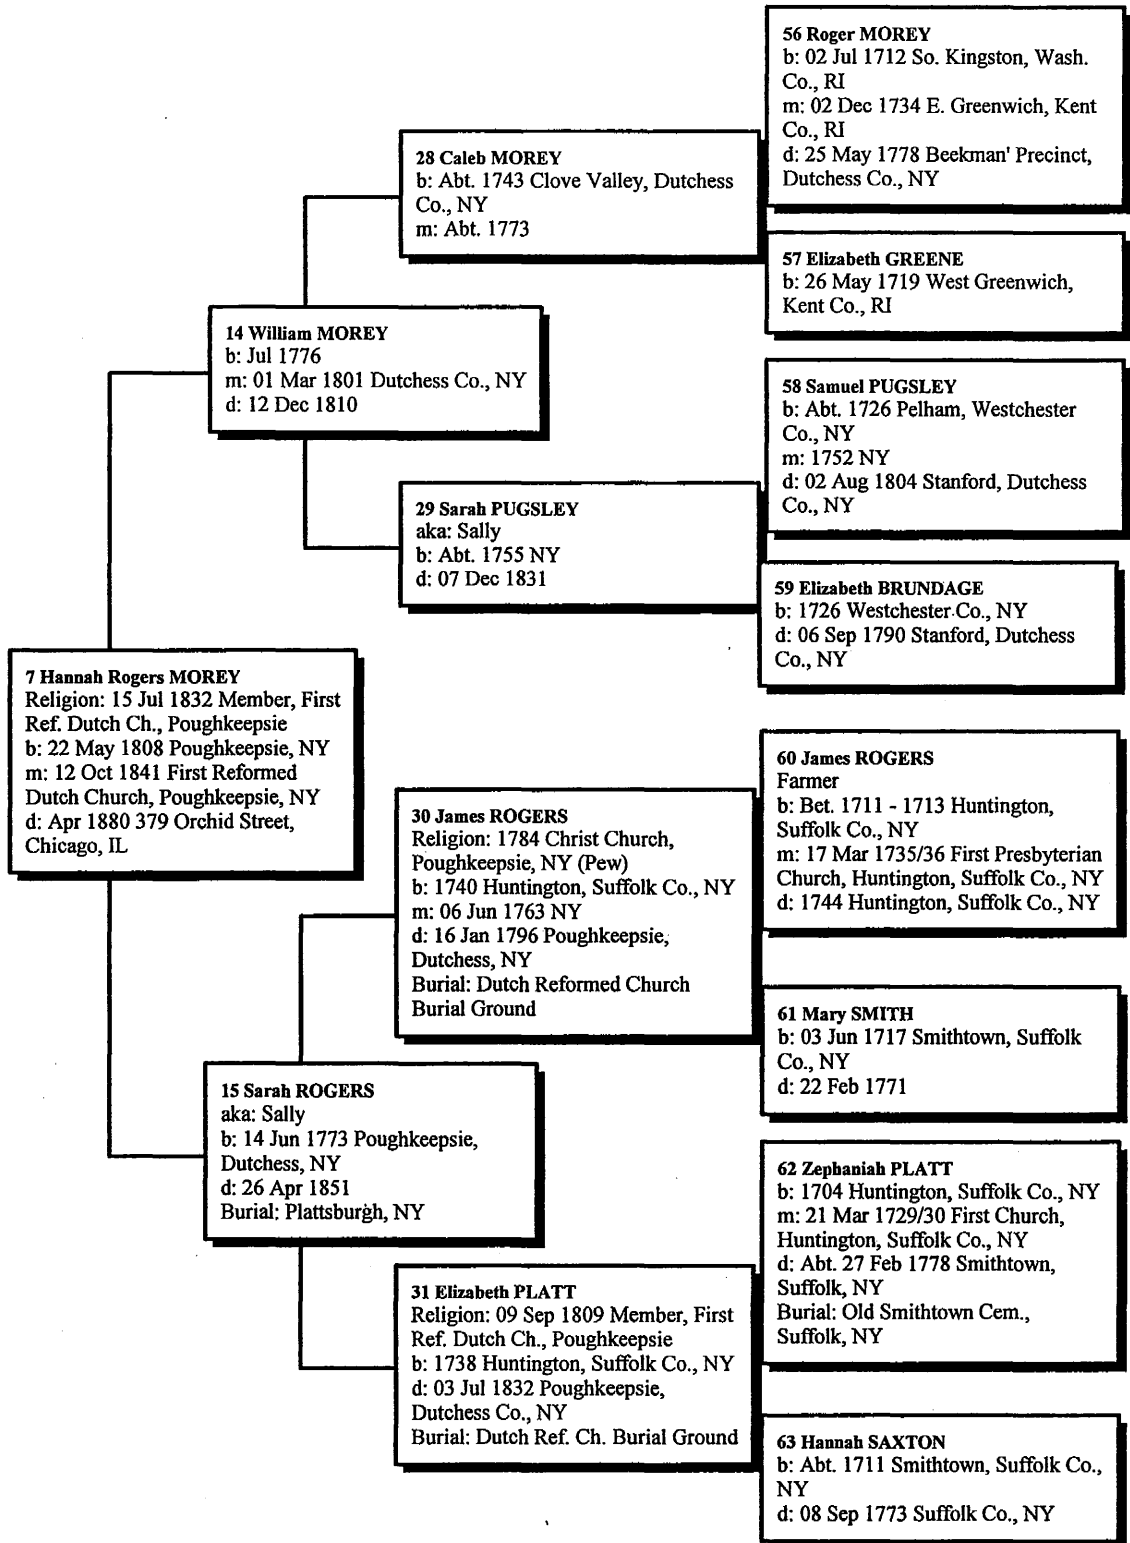 56 Roger MOREY
b: 02 Jul 1712 So. Kingston, Wash.
Co., RI
m: 02 Dec 1734 E. Greenwich, Kent
Co., RI
d: 25 May 1778 Beekman' Precinct,
Dutchess Co., NY
28 Caleb MOREY
b: Abt. 1743 Clove Valley, Dutchess
Co., NY
m: Abt. 1773
57 Elizabeth GREENE
b: 26 May 1719 West Greenwich,
Kent Co., RI
14 William MOREY
b: Jul 1776
m: 01 Mar 1801 Dutchess Co., NY
d: 12 Dec 1810
58 Samuel PUGSLEY
b: Abt. 1726 Pelham, Westchester
Co., NY
m: 1752 NY
d: 02 Aug 1804 Stanford, Dutchess
Co., NY
29 Sarah PUGSLEY
aka: Sally
b: Abt. 1755 NY
d: 07 Dec 1831
59 Elizabeth BRUNDAGE
b: 1726 Westchester Co., NY
d: 06 Sep 1790 Stanford, Dutchess
Co., NY
7 Hannah Rogers MOREY
Religion: 15 Jul 1832 Member, First
Ref. Dutch Ch., Poughkeepsie
b: 22 May 1808 Poughkeepsie, NY
m: 12 Oct 1841 First Reformed
Dutch Church, Poughkeepsie, NY
d: Apr 1880 379 Orchid Street,
Chicago, IL
60 James ROGERS
Farmer
b: Bet. 1711 - 1713 Huntington,
Suffolk Co., NY
m: 17 Mar 1735/36 First Presbyterian
Church, Huntington, Suffolk Co., NY
d: 1744 Huntington, Suffolk Co., NY
30 James ROGERS
Religion: 1784 Christ Church,
Poughkeepsie, NY (Pew)
b: 1740 Huntington, Suffolk Co., NY
m: 06 Jun 1763 NY
d: 16 Jan 1796 Poughkeepsie,
Dutchess, NY
Burial: Dutch Reformed Church
Burial Ground
61 Mary SMITH
b: 03 Jun 1717 Smithtown, Suffolk
Co., NY
d: 22 Feb 1771
15 Sarah ROGERS
aka: Sally
b: 14 Jun 1773 Poughkeepsie,
Dutchess, NY
d: 26 Apr 1851
Burial: Plattsburgh, NY
62 Zephaniah PLATT
b: 1704 Huntington, Suffolk Co., NY
m: 21 Mar 1729/30 First Church,
Huntington, Suffolk Co., NY
d: Abt. 27 Feb 1778 Smithtown,
Suffolk, NY
Burial: Old Smithtown Cem.,
Suffolk, NY
31 Elizabeth PLATT
Religion: 09 Sep 1809 Member, First
Ref. Dutch Ch., Poughkeepsie
b: 1738 Huntington, Suffolk Co., NY
d: 03 Jul 1832 Poughkeepsie,
Dutchess Co., NY
Burial: Dutch Ref. Ch. Burial Ground
63 Hannah SAXTON
b: Abt. 1711 Smithtown, Suffolk Co.,
NY
d: 08 Sep 1773 Suffolk Co., NY